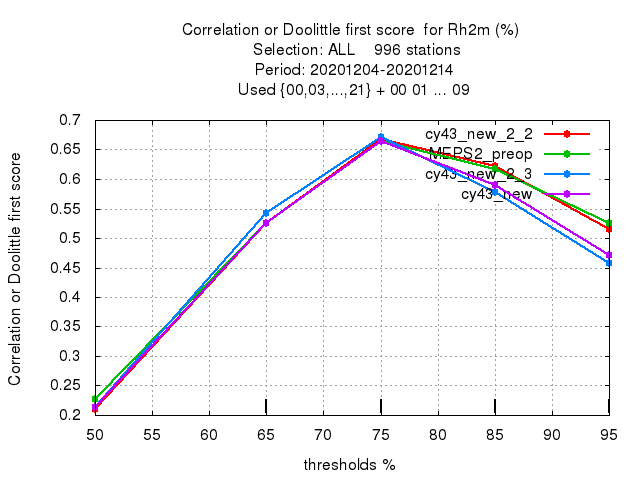 Correlation or Doolittle first score  for Rh2m (%)
Selection: ALL    996 stations
Period: 20201204-20201214
Used {00,03,...,21} + 00 01 ... 09
Correlation or Doolittle first score
0.7
0.65
0.6
0.55
0.5
0.45
0.4
0.35
0.3
0.25
0.2
cy43_new_2_2
MEPS2_preop
cy43_new_2_3
cy43_new
50 55 60 65 70 75 80 85 90 95
thresholds %